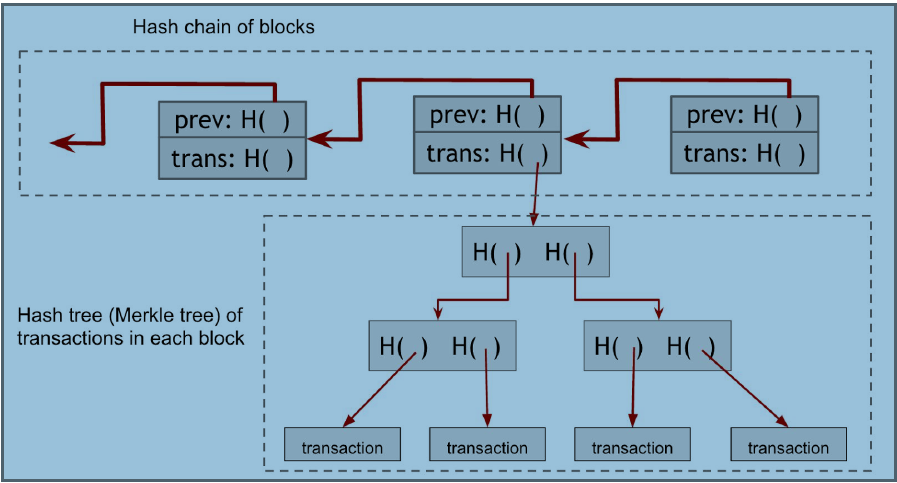 Hash chain of blocks
prev: H( )
trans: H( )
prev: H( )
trans: H( )
prev: H( )
trans: H( )
H( ) H( )
Hash tree (Merkle tree) of
transactions in each block
H( ) H( )
H( ) H( )
transaction
transaction
transaction
transaction